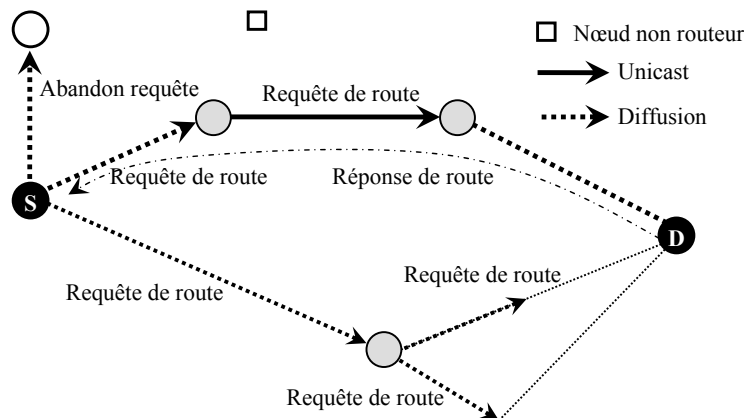 Nœud non routeur
Unicast
Diffusion
Abandon requête
Requête de route
Requête de route
Réponse de route
S
D
Requête de route
Requête de route
Requête de route